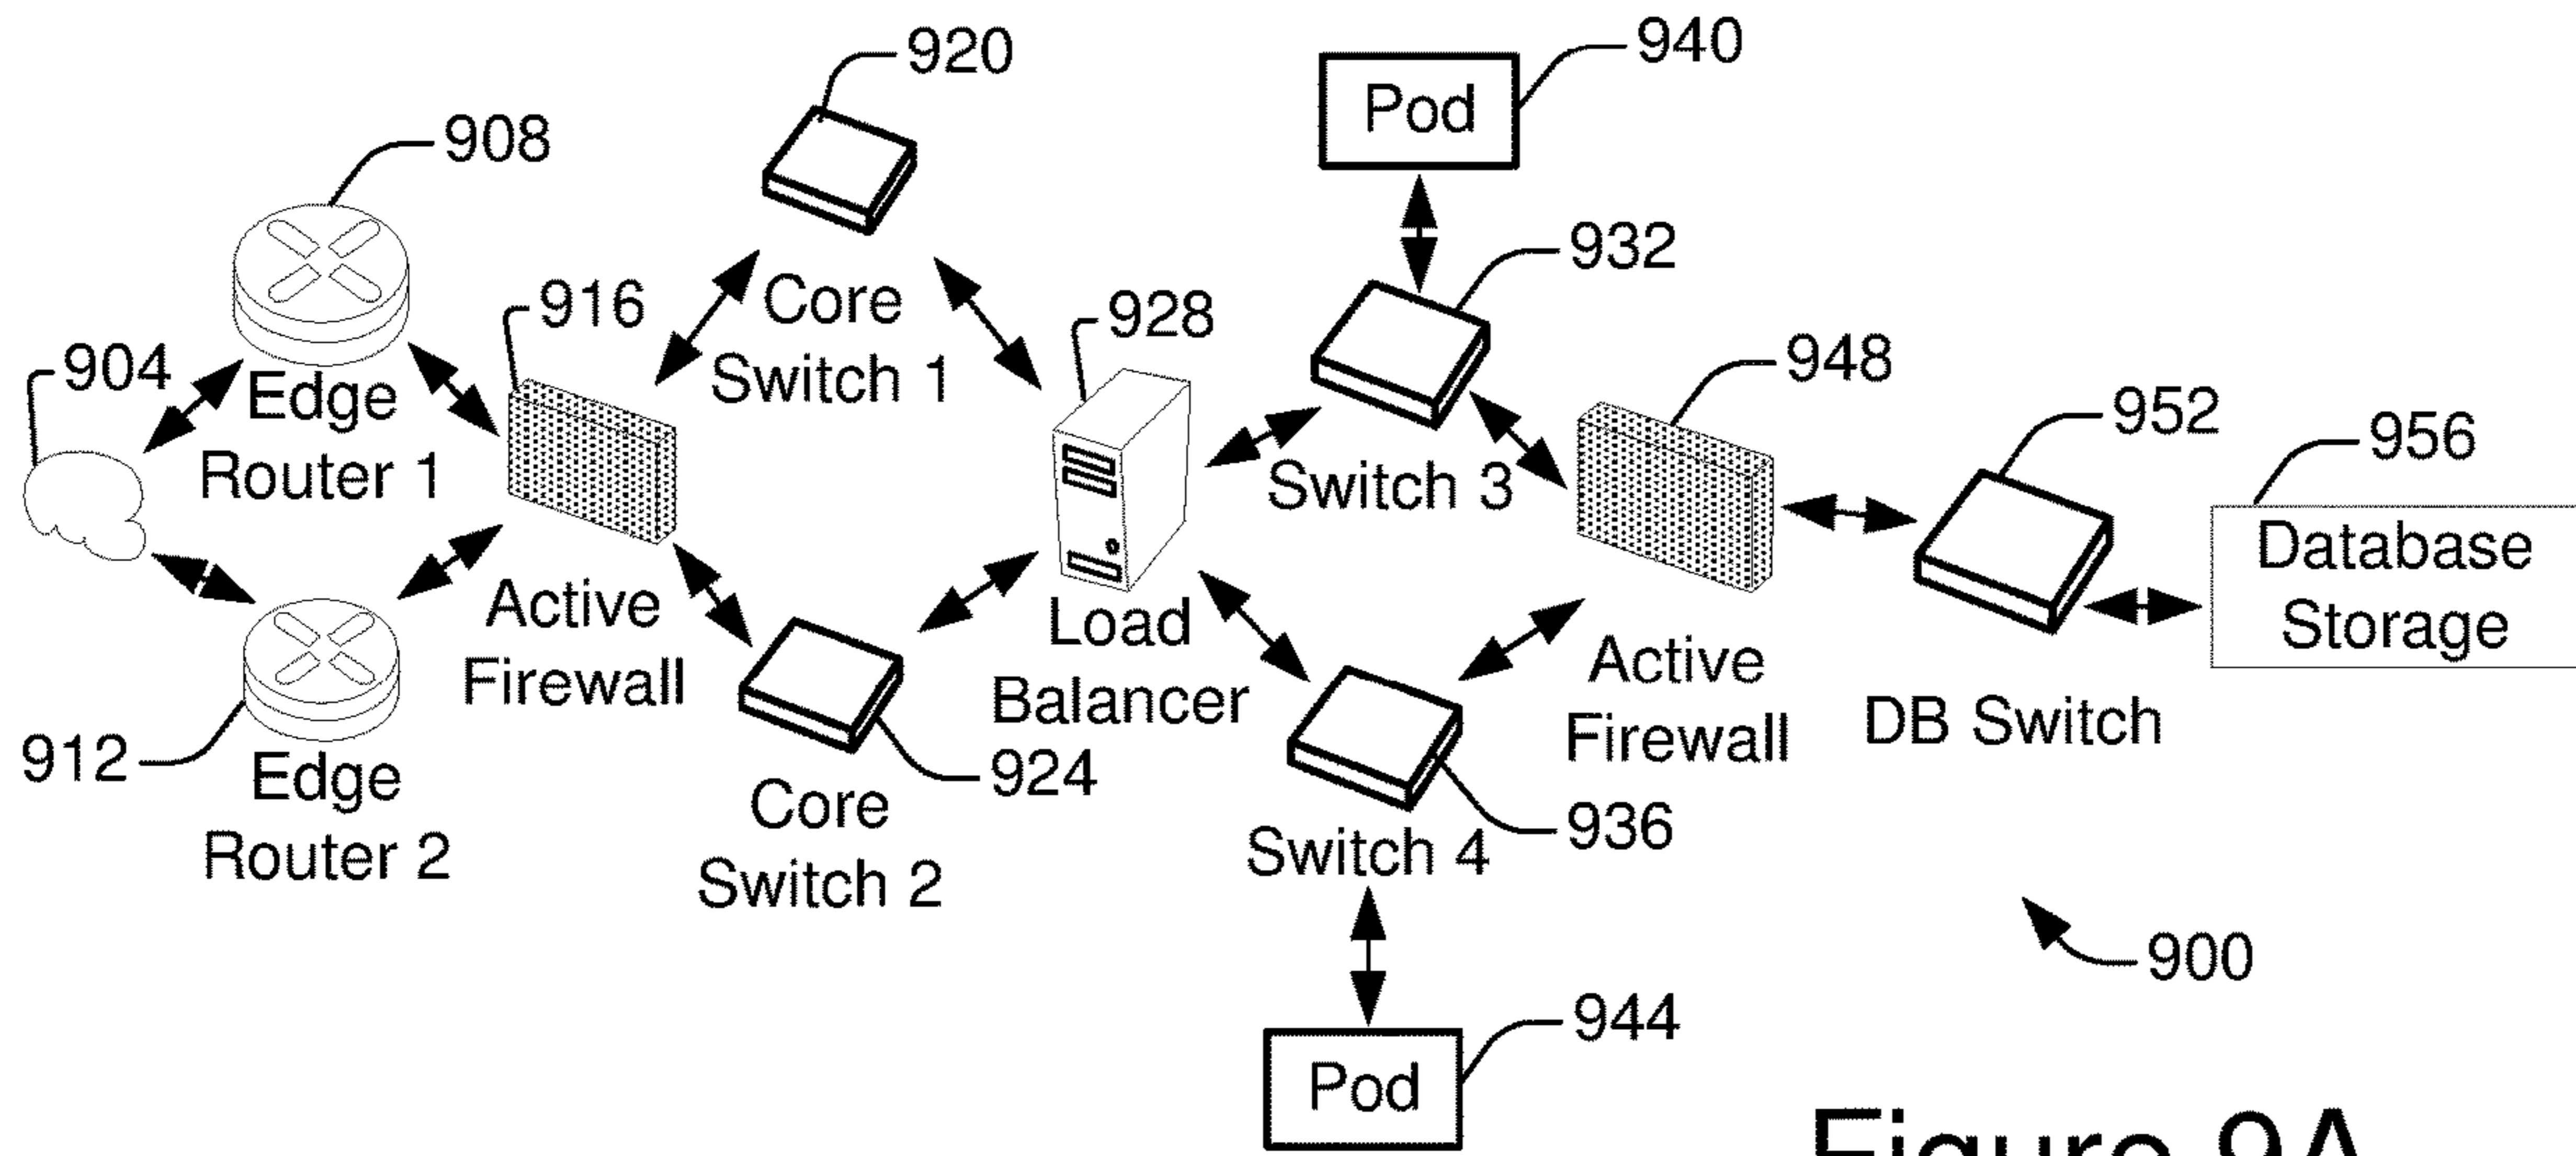 920
940
Pod
908
932
916
Core
Switch 1
928
948
904
Edge
Router 1
952
956
Switch 3
Database
Storage
Active
Firewall
Load
Balancer
Active
Firewall
DB Switch
912
Edge
Router 2
924
Core
Switch 2
936
Switch 4
900
944
Pod
Figure 9A